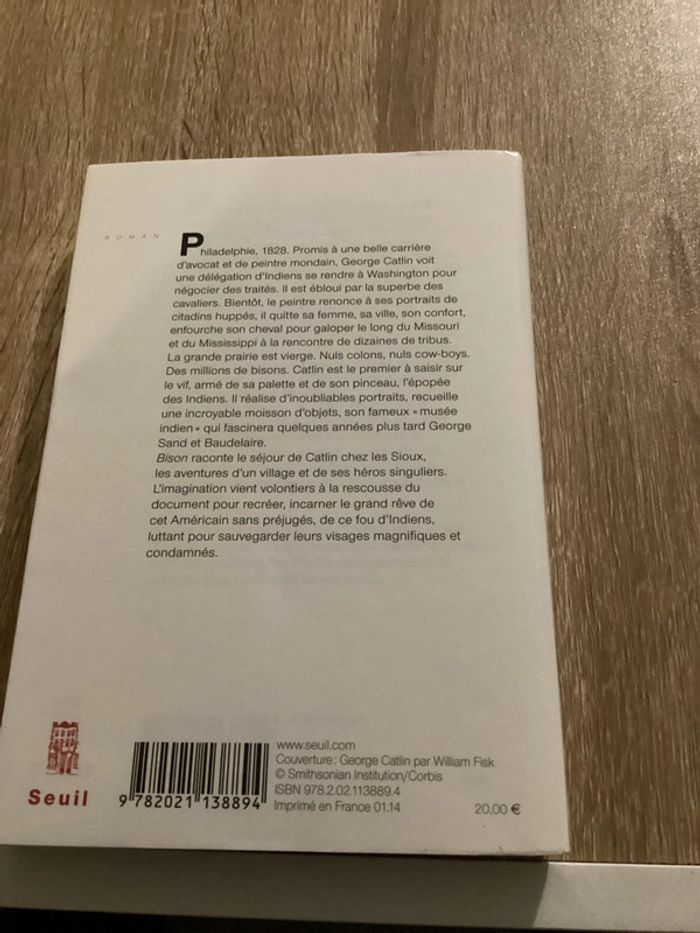 ROMAN
Philadelphie, 1828. Promis à une belle carrière
d'avocat et de peintre mondain, George Catlin voit
une délégation d'Indiens se rendre à Washington pour
négocier des traités. Il est ébloui par la superbe des
cavaliers. Bientôt, le peintre renonce à ses portraits de
citadins huppés, il quitte sa femme, sa ville, son confort,
enfourche son cheval pour galoper le long du Missouri
et du Mississippi à la rencontre de dizaines de tribus.
La grande prairie est vierge. Nuls colons, nuls cow-boys.
Des millions de bisons. Catlin est le premier à saisir sur
le vif, armé de sa palette et de son pinceau, l'épopée
des Indiens. Il réalise d'inoubliables portraits, recueille
une incroyable moisson d'objets, son fameux « musée
indien » qui fascinera quelques années plus tard George
Sand et Baudelaire.
Bison raconte le séjour de Catlin chez les Sioux,
les aventures d'un village et de ses héros singuliers.
L'imagination vient volontiers à la rescousse du
document pour recréer, incarner le grand rêve de
cet Américain sans préjugés, de ce fou d'Indiens,
luttant pour sauvegarder leurs visages magnifiques et
condamnés.
www.seuil.com
Couverture : George Catlin par William Fisk
© Smithsonian Institution/Corbis
ISBN 978.2.02.113889.4
Imprimé en France 01.14
20,00 €
Seuil
9 782021 138894